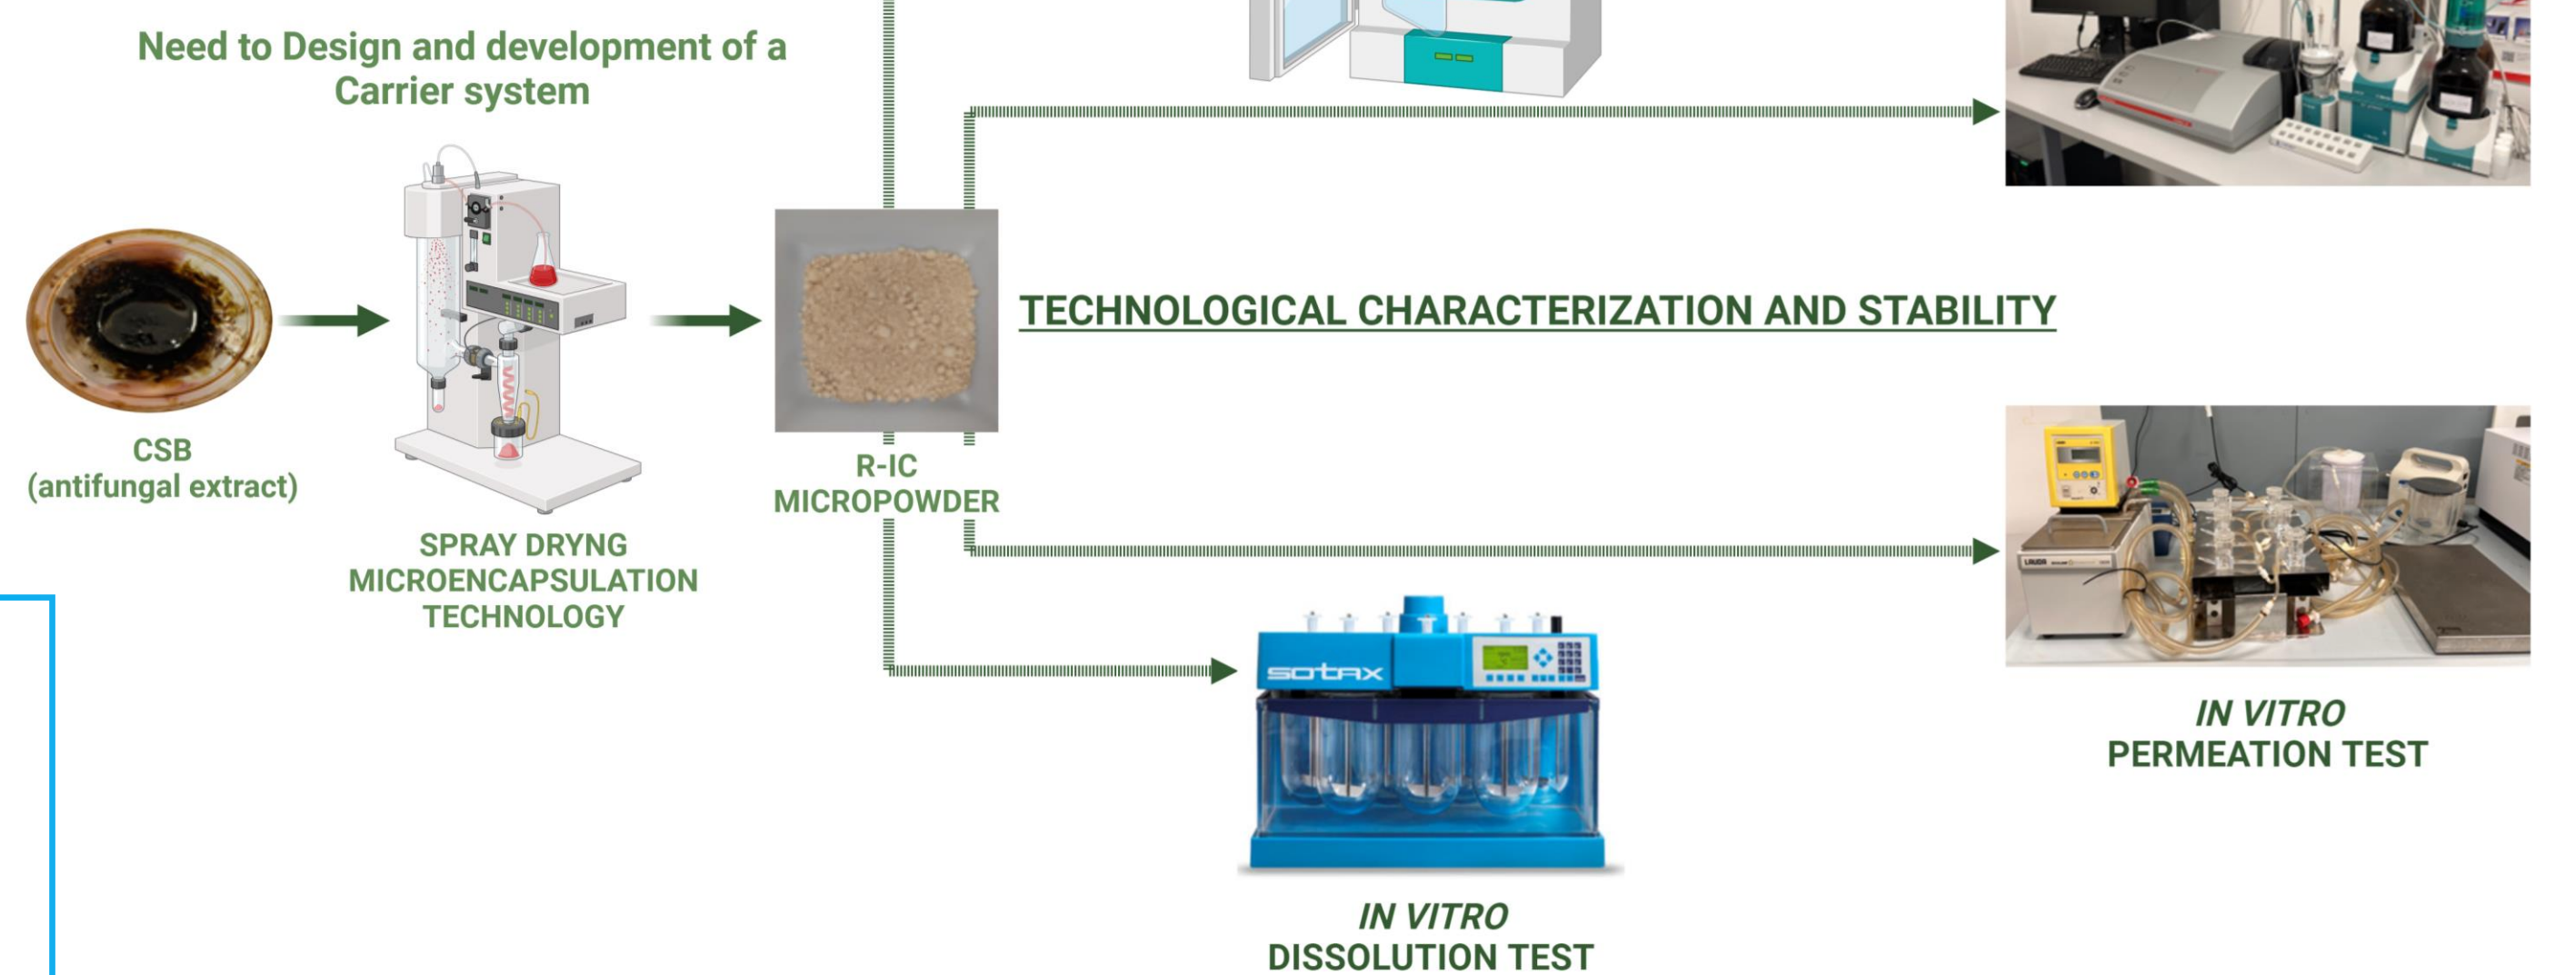 Need to Design and development of a
Carrier system
CSB
(antifungal extract)
SPRAY DRYNG
MICROENCAPSULATION
TECHNOLOGY
R-IC
MICROPOWDER
TECHNOLOGICAL CHARACTERIZATION AND STABILITY
LAUDA
IN VITRO
PERMEATION TEST
sotax
IN VITRO
DISSOLUTION TEST